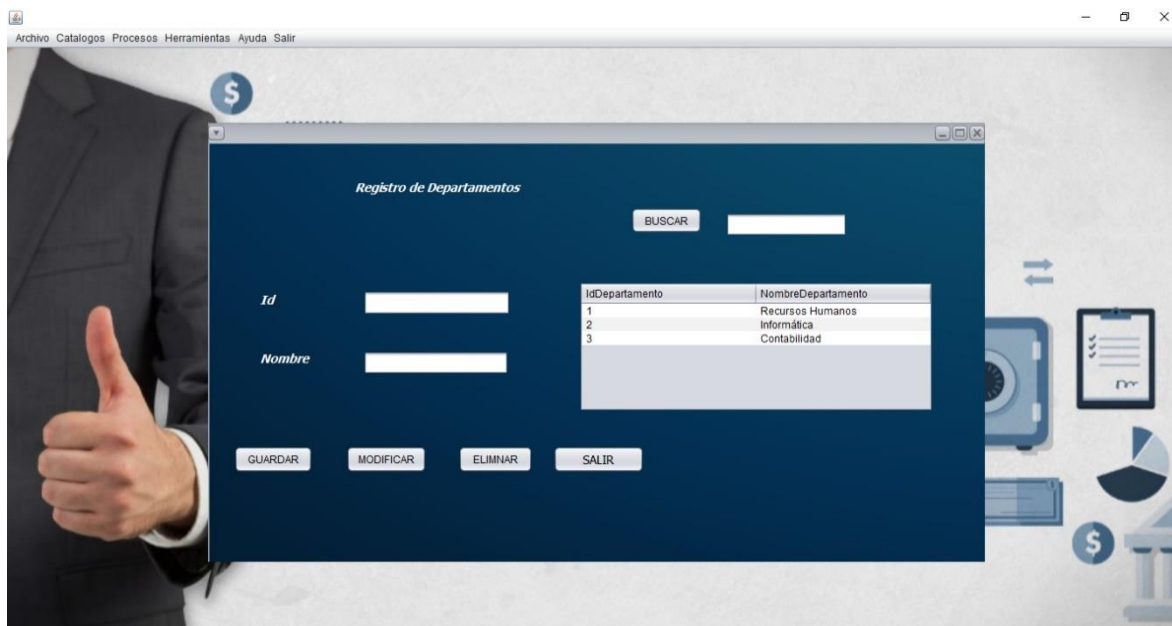 Archivo Catalogos Procesos Herramientas Ayuda Salir
$
Registro de Departamentos
BUSCAR
Id
Nombre
IdDepartamento NombreDepartamento
1 Recursos Humanos
2 Informática
3 Contabilidad
GUARDAR MODIFICAR ELIMNAR SALIR
$